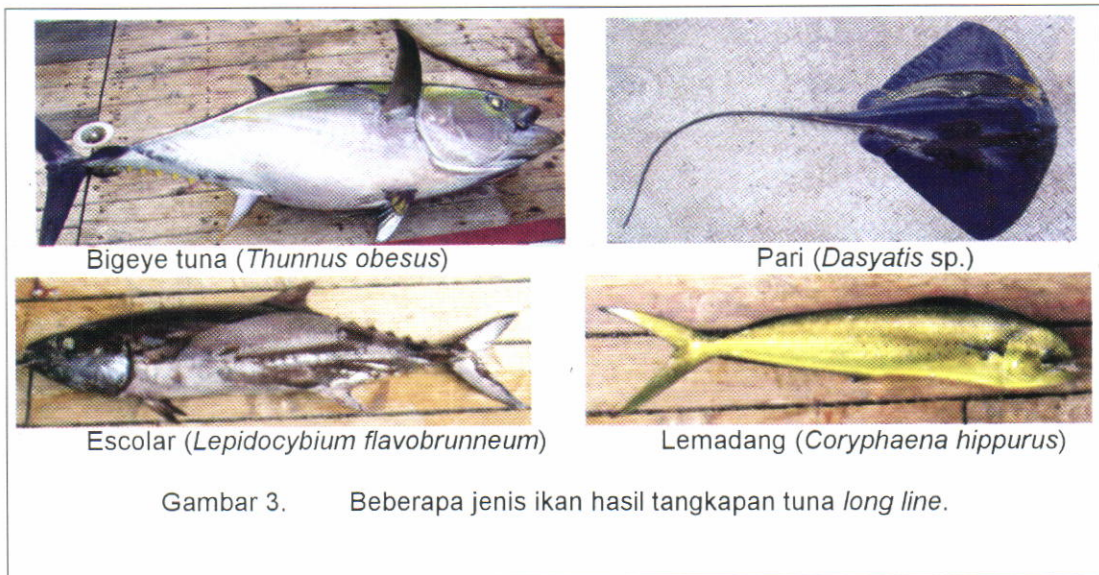 Bigeye tuna (Thunnus obesus)
Pari (Dasyatis sp.)
Escolar (Lepidocybium flavobrunneum)
Lemadang (Coryphaena hippurus)
Gambar 3. Beberapa jenis ikan hasil tangkapan tuna long line.